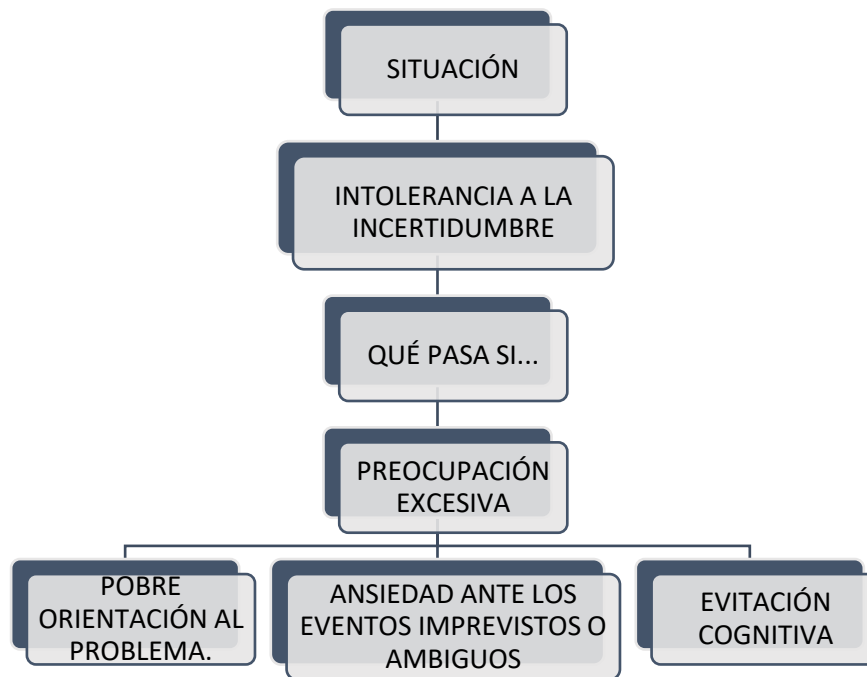 SITUACIÓN
INTOLERANCIA A LA
INCERTIDUMBRE
QUÉ PASA SI...
PREOCUPACIÓN
EXCESIVA
POBRE
ORIENTACIÓN AL
PROBLEMA.
ANSIEDAD ANTE LOS
EVENTOS IMPREVISTOS O
AMBIGUOS
EVITACIÓN
COGNITIVA